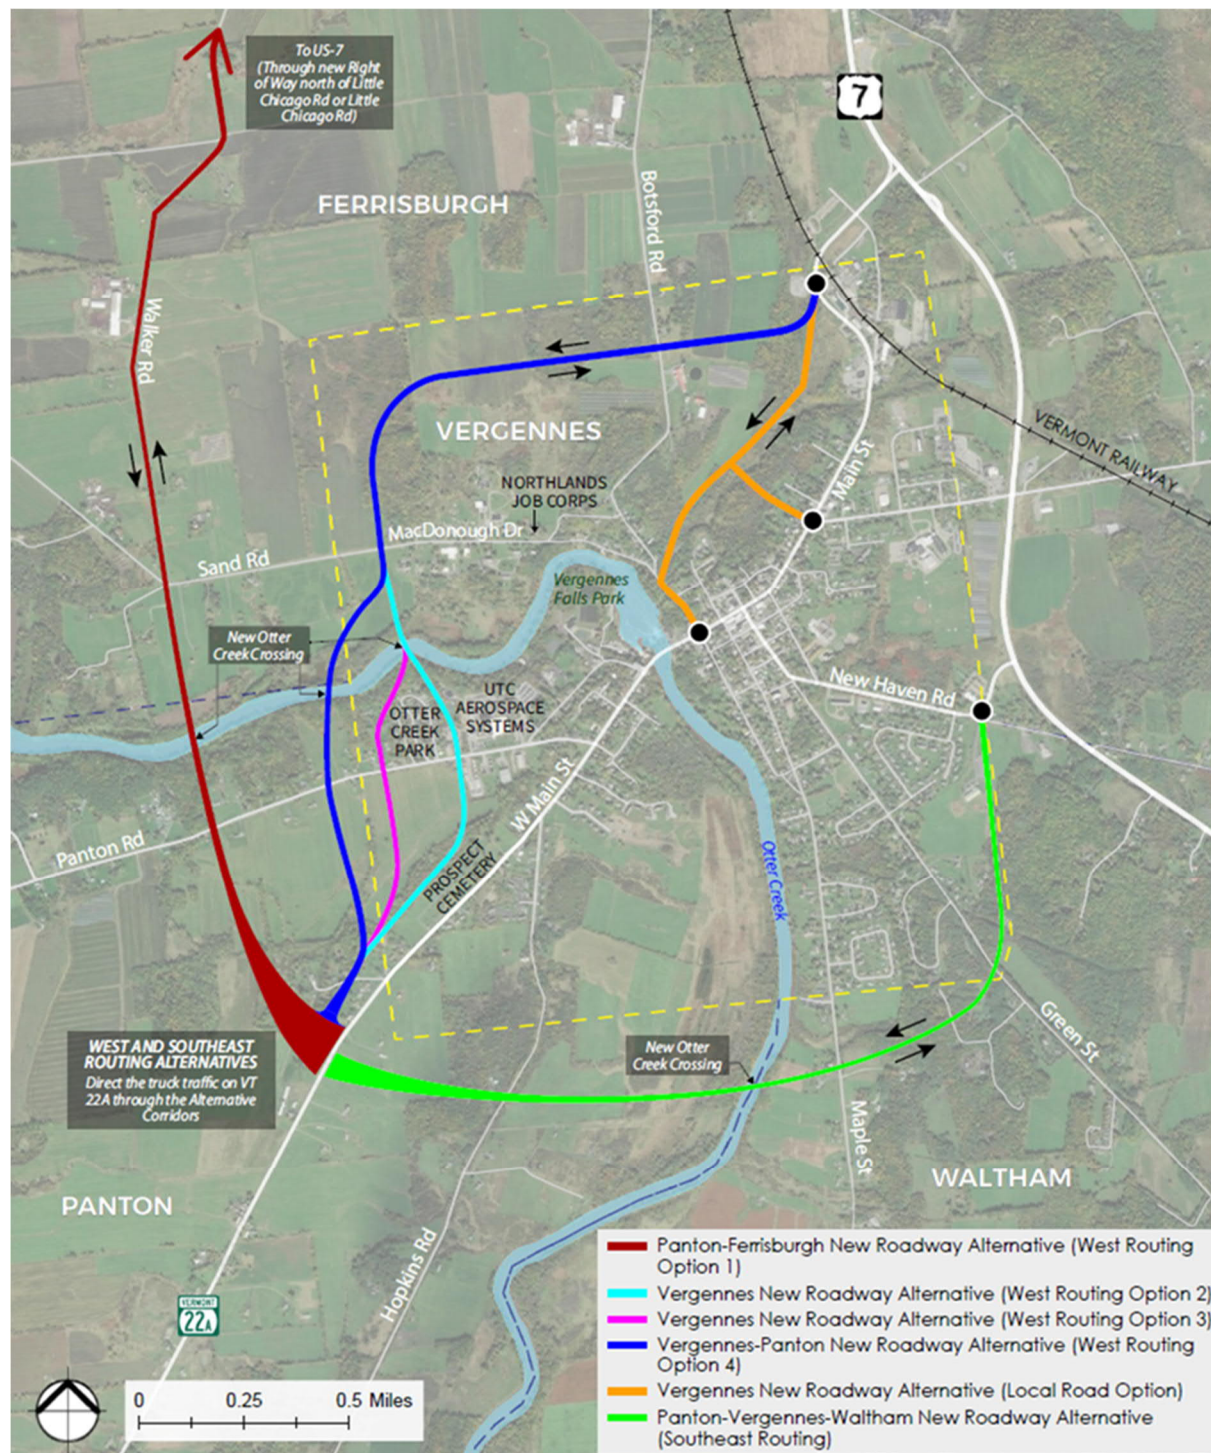 To US-7
(Through new Right
of Way north of Little
Chicago Rd or Little
Chicago Rd)
7
FERRISBURGH
Botsford Rd
Walker Rd
VERGENNES
NORTHLANDS
JOB CORPS
Main St
VERMONT RAILWAY
MacDonough Dr
Sand Rd
Vergennes
Falls Park
New Otter
Creek Crossing
New Haven Rd
UTC
AEROSPACE
SYSTEMS
OTTER
CREEK
PARK
W Main St
Panton Rd
PROSPECT
CEMETERY
Otter Creek
Green St
WEST AND SOUTHEAST
ROUTING ALTERNATIVES
Direct the truck traffic on VT
22A through the Alternative
Corridors
New Otter
Creek Crossing
Maple St
WALTHAM
PANTON
Hopkins Rd
VERMONT
22A
0 0.25 0.5 Miles
Panton-Ferrisburgh New Roadway Alternative (West Routing
Option 1)
Vergennes New Roadway Alternative (West Routing Option 2)
Vergennes New Roadway Alternative (West Routing Option 3)
Vergennes-Panton New Roadway Alternative (West Routing
Option 4)
Vergennes New Roadway Alternative (Local Road Option)
Panton-Vergennes-Waltham New Roadway Alternative
(Southeast Routing)